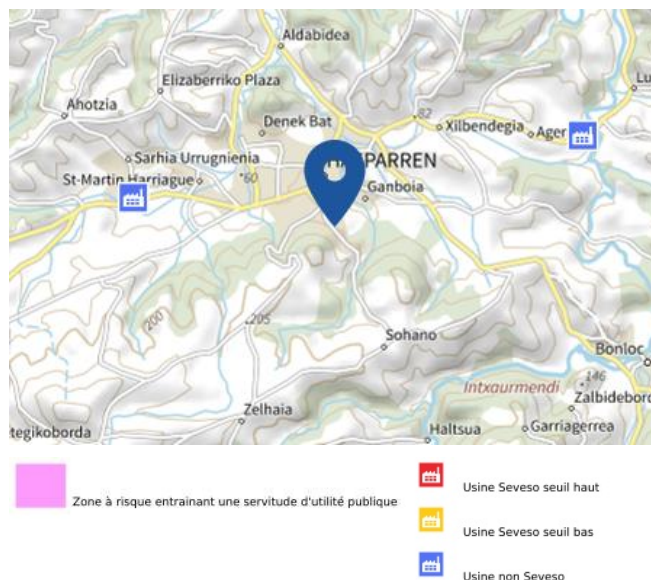 Aldabidea
Elizaberriko Plaza
Ahotzia
Denek Bat
82
Xilbendegia
Ager
Sarhia Urrugnienia
PARREN
St-Martin Harriague
60
Ganboia
200
205
Sohano
Bonloc
Intxaurmendi
146
Zelhaia
Zalbidebord
tegikoborda
Haltsua
Garriagerrea
Zone à risque entrainant une servitude d'utilité publique
Usine Seveso seuil haut
Usine Seveso seuil bas
Usine non Seveso